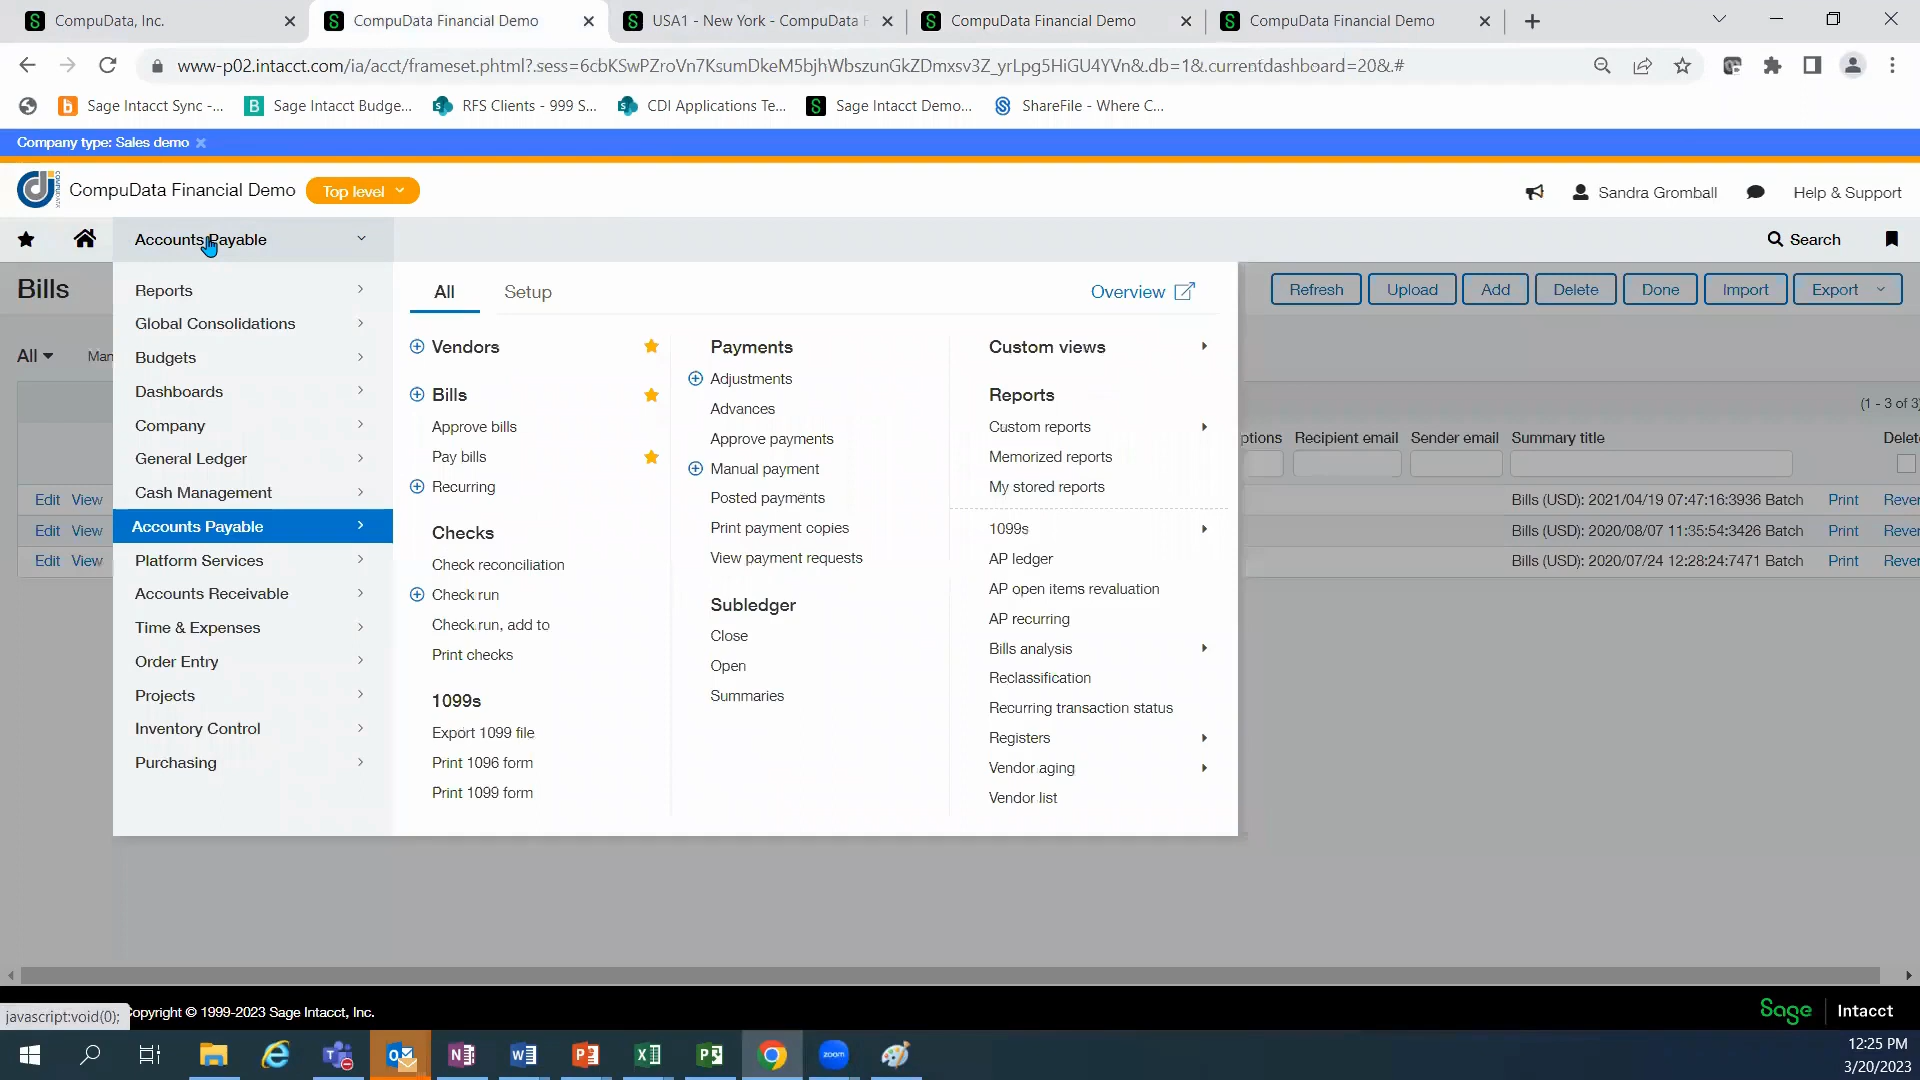 CompuData, Inc.
CompuData Financial Demo
USA1 - New York - CompuData F
CompuData Financial Demo
CompuData Financial Demo
www-p02.intacct.com/ia/acct/frameset.phtml?.sess=6cbKSwPZroVn7KsumDkeM5bjhWbszunGkZDmxsv3Z_yrLpg5HiGU4YVn&.db=1&.currentdashboard=20&.#
Sage Intacct Sync -...
Sage Intacct Budge...
RFS Clients - 999 S...
CDI Applications Te...
Sage Intacct Demo...
ShareFile - Where C...
Company type: Sales demo
CompuData Financial Demo
Top level
Sandra Gromball
Help & Support
Accounts Payable
Search
Bills
Refresh
Upload
Add
Delete
Done
Import
Export
All
Man
Reports
Global Consolidations
Budgets
Dashboards
Company
General Ledger
Cash Management
Accounts Payable
Platform Services
Accounts Receivable
Time & Expenses
Order Entry
Projects
Inventory Control
Purchasing
All
Setup
Overview
Vendors
Bills
Approve bills
Pay bills
Recurring
Checks
Check reconciliation
Check run
Check run, add to
Print checks
1099s
Export 1099 file
Print 1096 form
Print 1099 form
Payments
Adjustments
Advances
Approve payments
Manual payment
Posted payments
Print payment copies
View payment requests
Subledger
Close
Open
Summaries
Custom views
Reports
Custom reports
Memorized reports
My stored reports
1099s
AP ledger
AP open items revaluation
AP recurring
Bills analysis
Reclassification
Recurring transaction status
Registers
Vendor aging
Vendor list
(1 - 3 of 3)
ptions
Recipient email
Sender email
Summary title
Delet
Edit View
Bills (USD): 2021/04/19 07:47:16:3936 Batch
Print
Rever
Edit View
Bills (USD): 2020/08/07 11:35:54:3426 Batch
Print
Rever
Edit View
Bills (USD): 2020/07/24 12:28:24:7471 Batch
Print
Rever
javascript:void(0);
opyright © 1999-2023 Sage Intacct, Inc.
Sage
Intacct
zoom
12:25 PM
3/20/2023